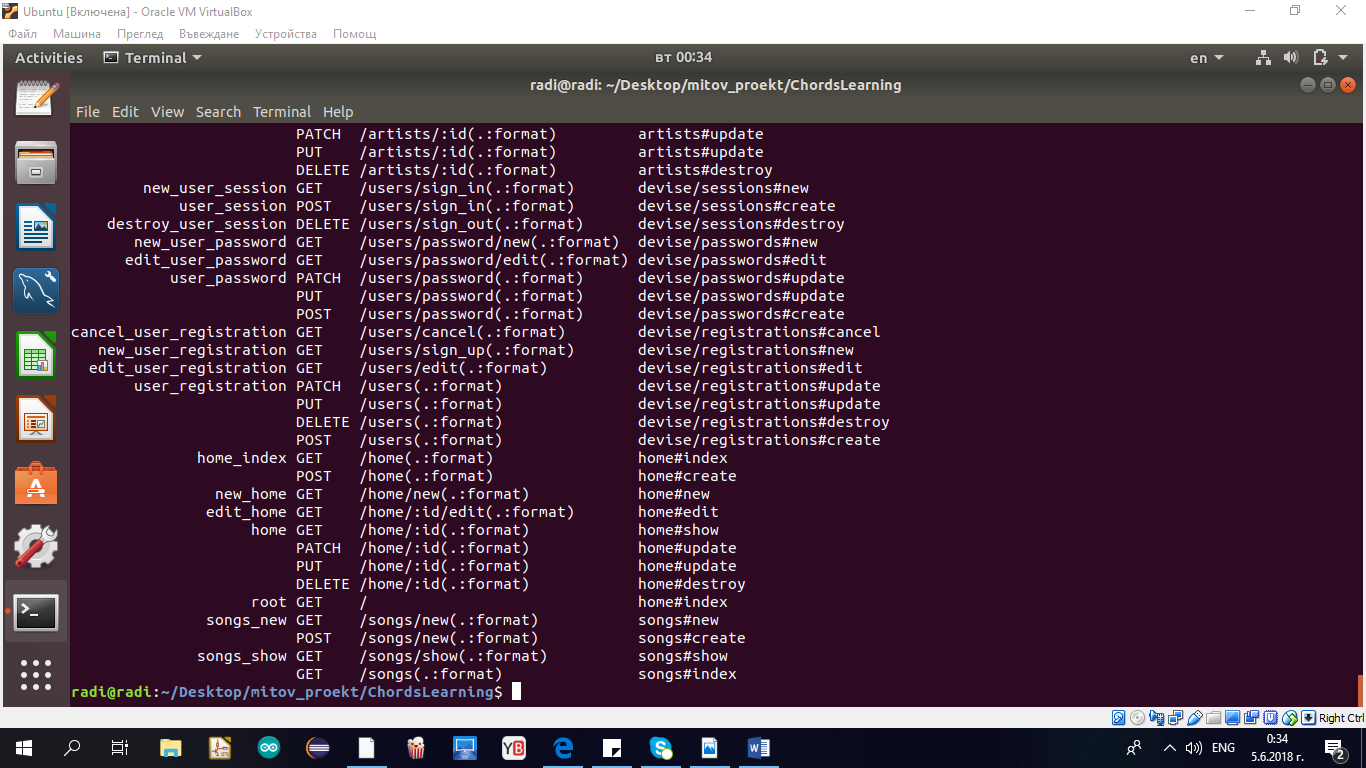 Ubuntu [Включена] - Oracle VM VirtualBox
Файл Машина Преглед Въвеждане Устройства Помощ
Activities Terminal вт 00:34 en
radi@radi: ~/Desktop/mitov_proekt/ChordsLearning
File Edit View Search Terminal Help
PATCH /artists/:id(.:format) artists#update
PUT /artists/:id(.:format) artists#update
DELETE /artists/:id(.:format) artists#destroy
new_user_session GET /users/sign_in(.:format) devise/sessions#new
user_session POST /users/sign_in(.:format) devise/sessions#create
destroy_user_session DELETE /users/sign_out(.:format) devise/sessions#destroy
new_user_password GET /users/password/new(.:format) devise/passwords#new
edit_user_password GET /users/password/edit(.:format) devise/passwords#edit
user_password PATCH /users/password(.:format) devise/passwords#update
PUT /users/password(.:format) devise/passwords#update
POST /users/password(.:format) devise/passwords#create
cancel_user_registration GET /users/cancel(.:format) devise/registrations#cancel
new_user_registration GET /users/sign_up(.:format) devise/registrations#new
edit_user_registration GET /users/edit(.:format) devise/registrations#edit
user_registration PATCH /users(.:format) devise/registrations#update
PUT /users(.:format) devise/registrations#update
DELETE /users(.:format) devise/registrations#destroy
POST /users(.:format) devise/registrations#create
home_index GET /home(.:format) home#index
POST /home(.:format) home#create
new_home GET /home/new(.:format) home#new
edit_home GET /home/:id/edit(.:format) home#edit
home GET /home/:id(.:format) home#show
PATCH /home/:id(.:format) home#update
PUT /home/:id(.:format) home#update
DELETE /home/:id(.:format) home#destroy
root GET / home#index
songs_new GET /songs/new(.:format) songs#new
POST /songs/new(.:format) songs#create
songs_show GET /songs/show(.:format) songs#show
GET /songs(.:format) songs#index
radi@radi:~/Desktop/mitov_proekt/ChordsLearning$
Right Ctrl
YB
ENG
0:34
5.6.2018 г.
2